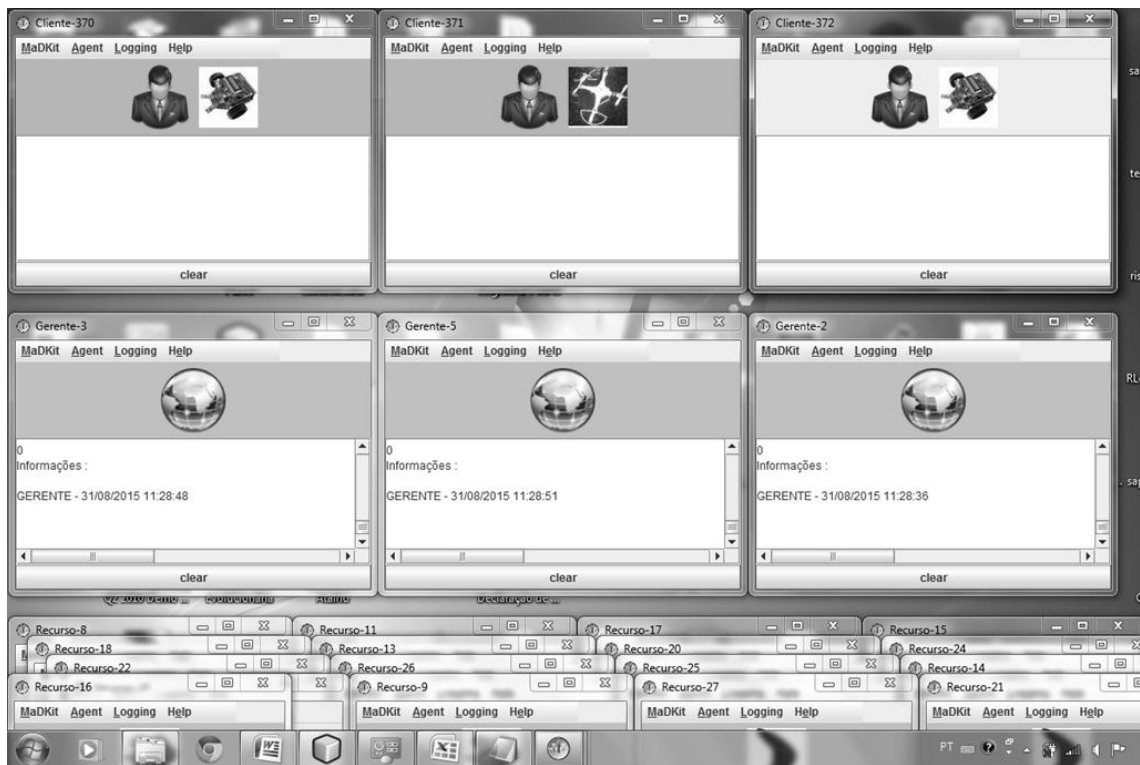 Cliente-370
Cliente-371
Cliente-372
MaDKit Agent Logging Help
MaDKit Agent Logging Help
MaDKit Agent Logging Help
clear
clear
clear
Gerente-3
Gerente-5
Gerente-2
MaDKit Agent Logging Help
MaDKit Agent Logging Help
MaDKit Agent Logging Help
0
Informações :
GERENTE - 31/08/2015 11:28:48
0
Informações :
GERENTE - 31/08/2015 11:28:51
0
Informações :
GERENTE - 31/08/2015 11:28:36
clear
clear
clear
Recurso-8
Recurso-11
Recurso-17
Recurso-15
Recurso-18
Recurso-13
Recurso-20
Recurso-24
Recurso-22
Recurso-26
Recurso-25
Recurso-14
Recurso-16
Recurso-9
Recurso-27
Recurso-21
MaDKit Agent Logging Help
MaDKit Agent Logging Help
MaDKit Agent Logging Help
MaDKit Agent Logging Help
PT